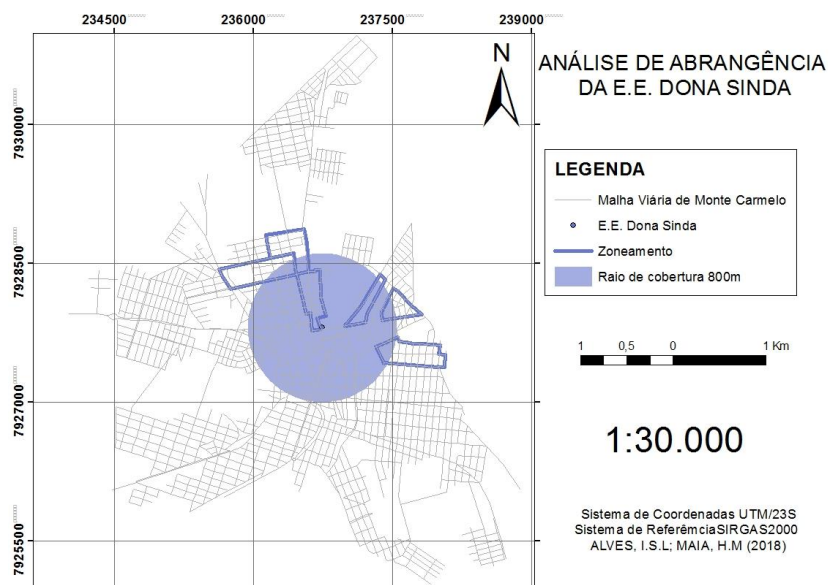 234500
236000
237500
239000
7930000
7928500
7927000
7925500
N
ANÁLISE DE ABRANGÊNCIA
DA E.E. DONA SINDA
LEGENDA
Malha Viária de Monte Carmelo
E.E. Dona Sinda
Zoneamento
Raio de cobertura 800m
1 0,5 0 1 Km
1:30.000
Sistema de Coordenadas UTM/23S
Sistema de ReferêmciaSIRGAS2000
ALVES, I.S.L; MAIA, H.M (2018)